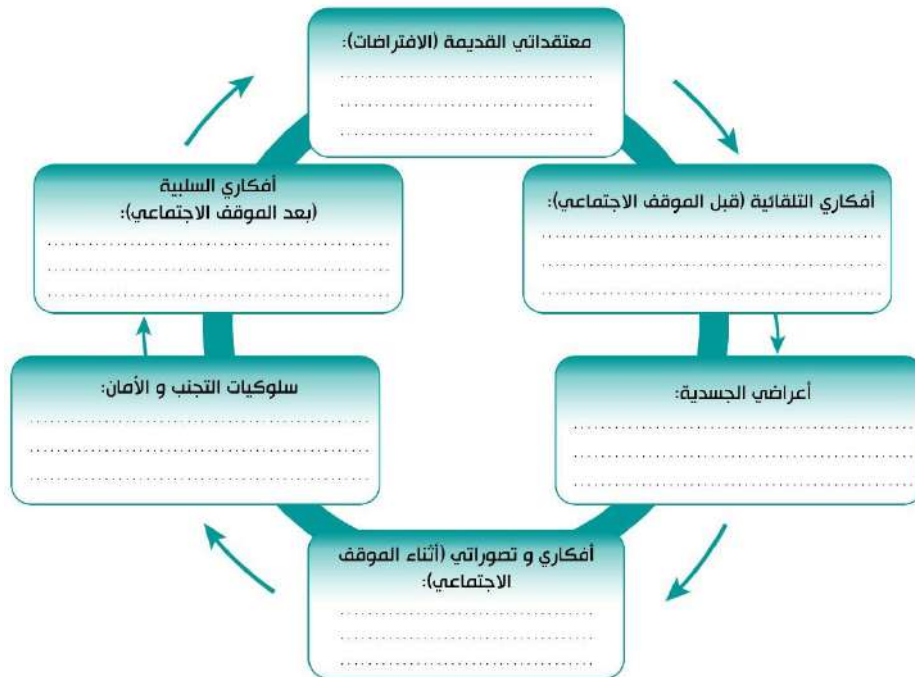 معتقداتي القديمة (الافتراضات):
أفكاري التلقائية (قبل الموقف الاجتماعي):
أعراضي الجسدية:
أفكاري و تصوراتي (أثناء الموقف
الاجتماعي):
سلوكيات التجنب و الأمان:
أفكاري السلبية
(بعد الموقف الاجتماعي):